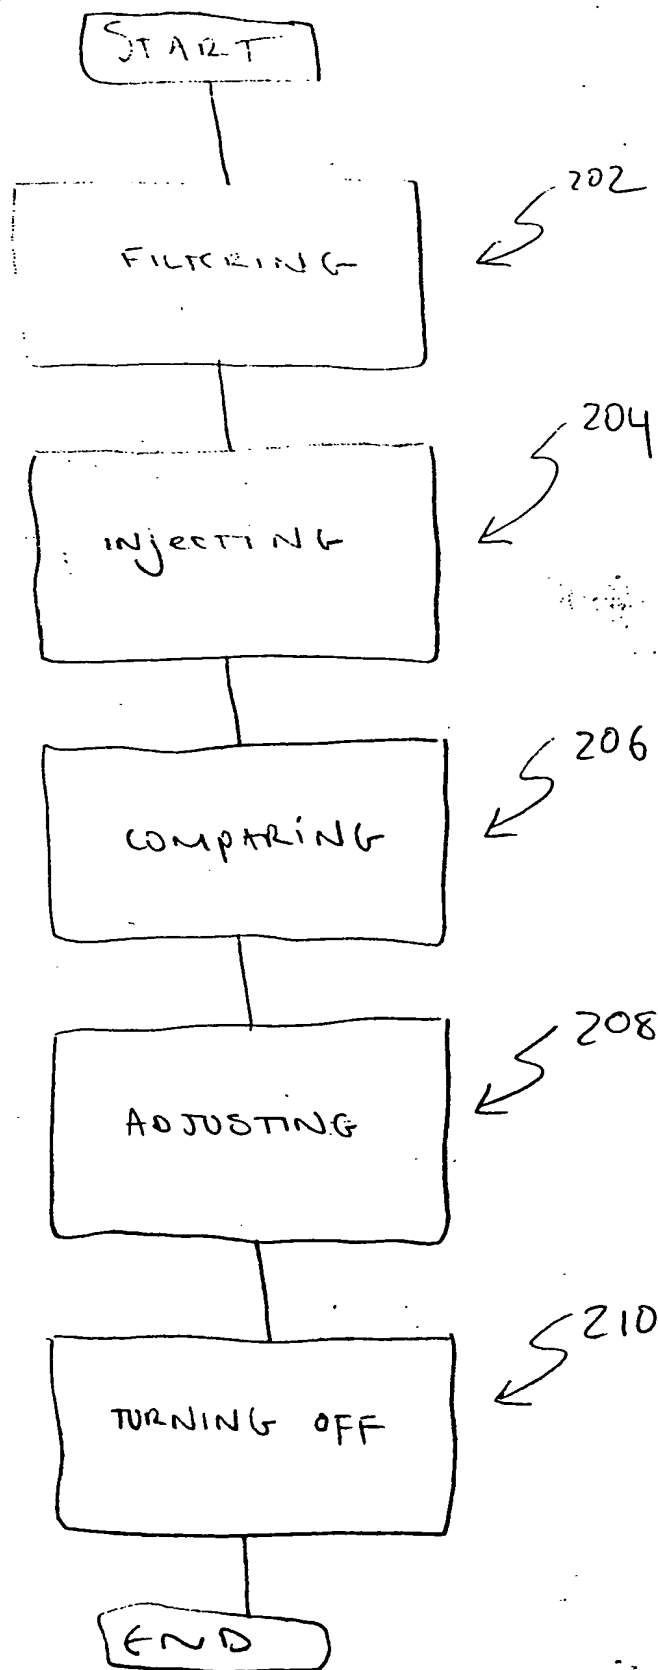 START
202
FILTERING
204
INjECTING
206
COMPARING
208
ADJUSTING
210
TURNING OFF
END